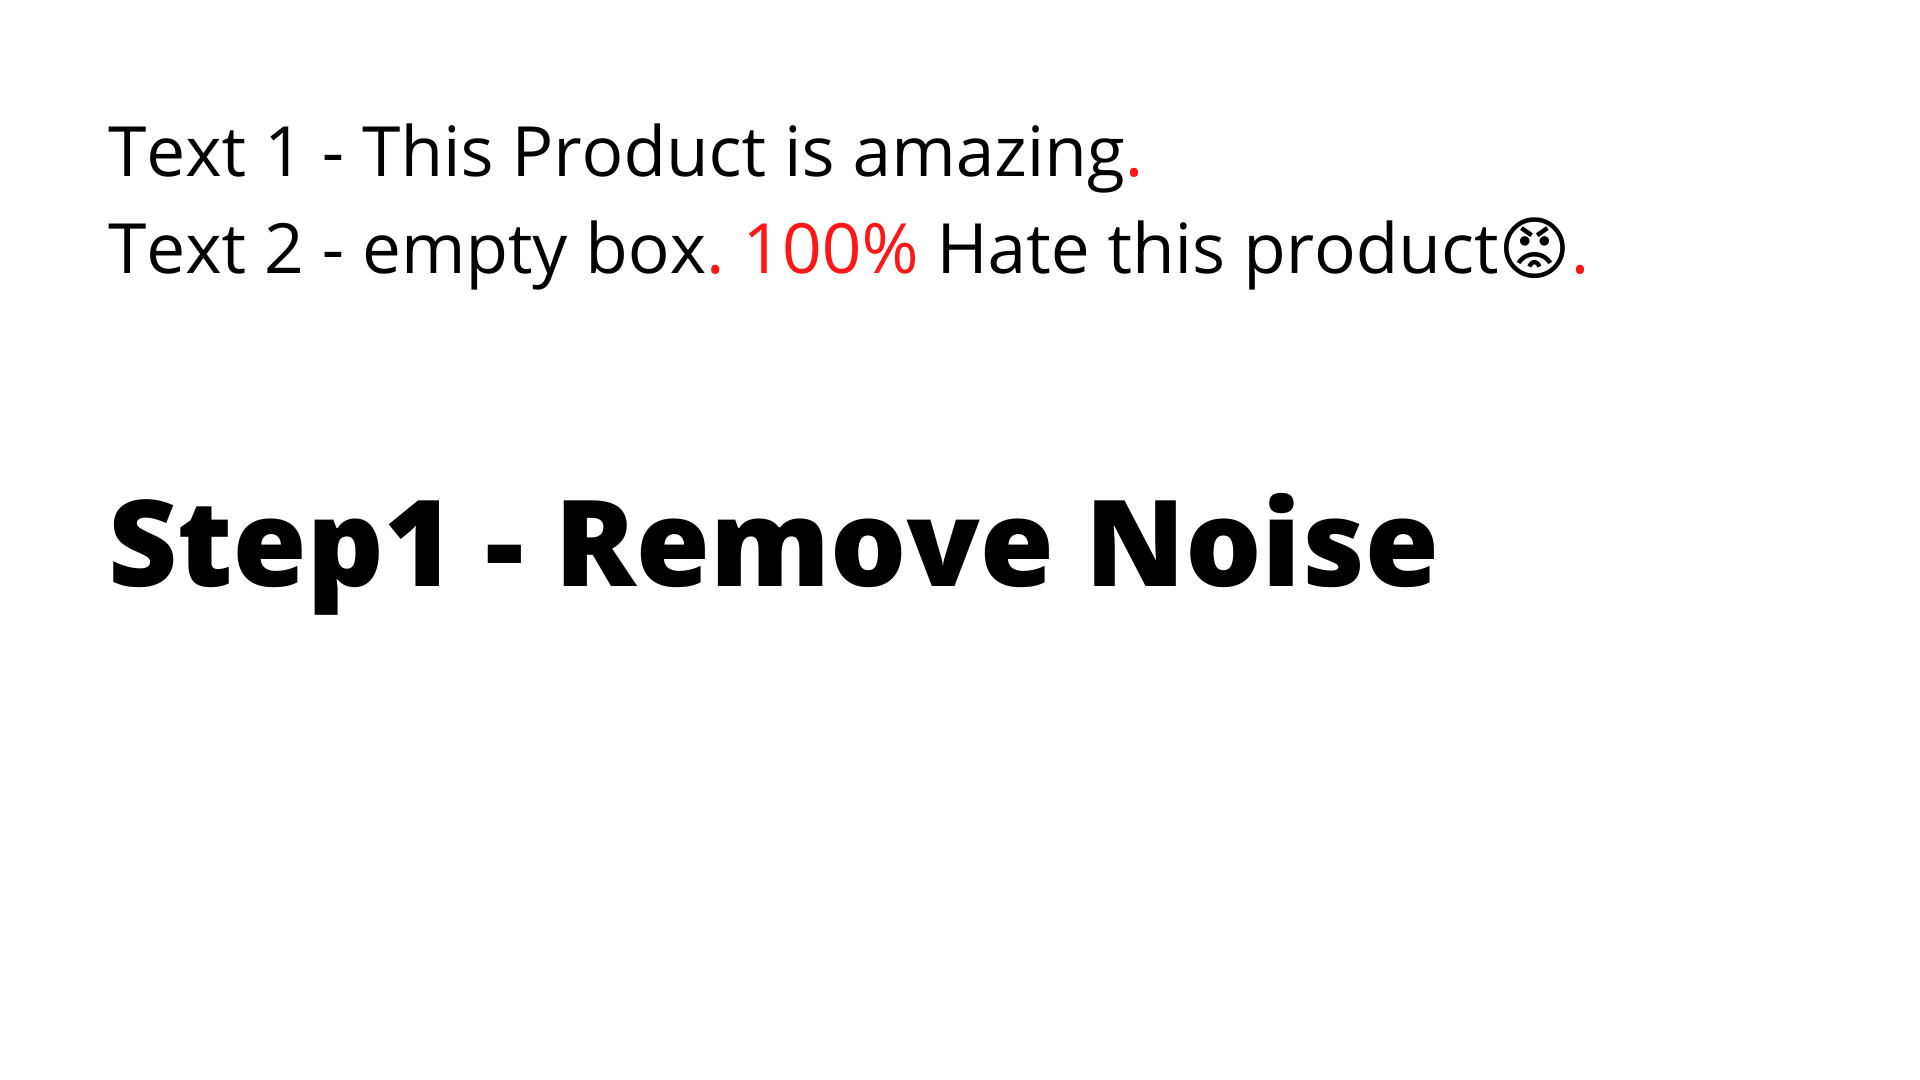 Text 1 - This Product is amazing.
Text 2 - empty box. 100% Hate this product😡.
Step1 - Remove Noise